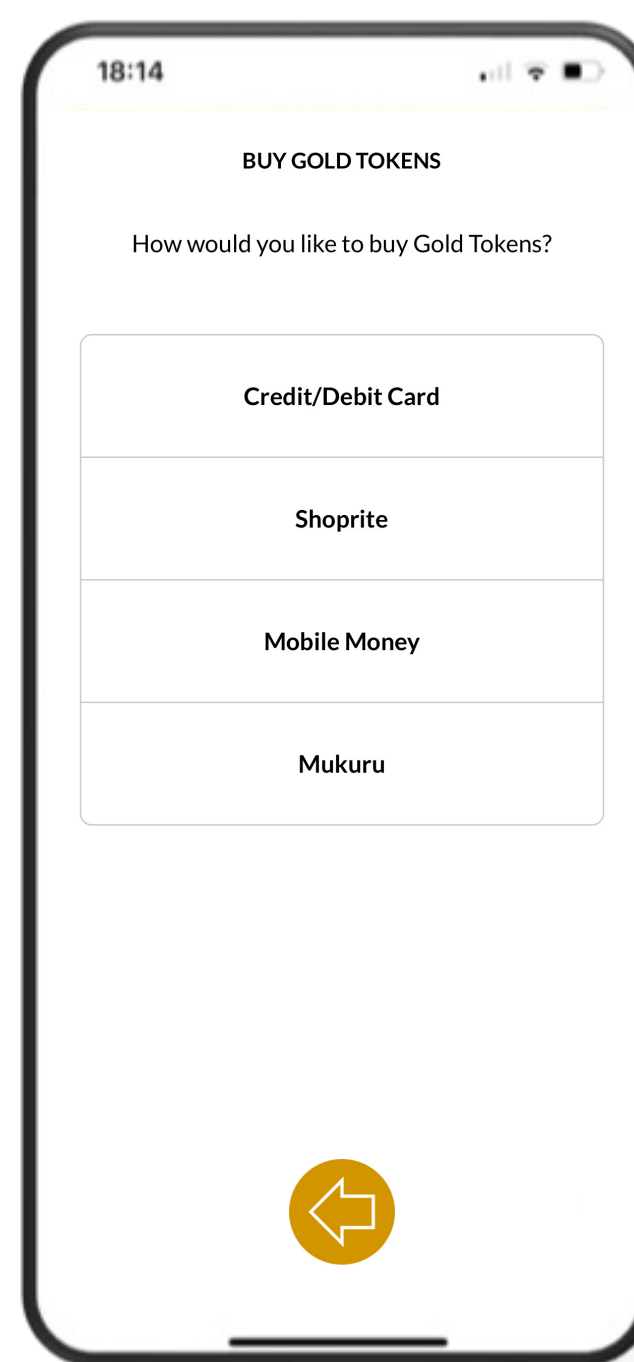 18:14
BUY GOLD TOKENS
How would you like to buy Gold Tokens?
Credit/Debit Card
Shoprite
Mobile Money
Mukuru